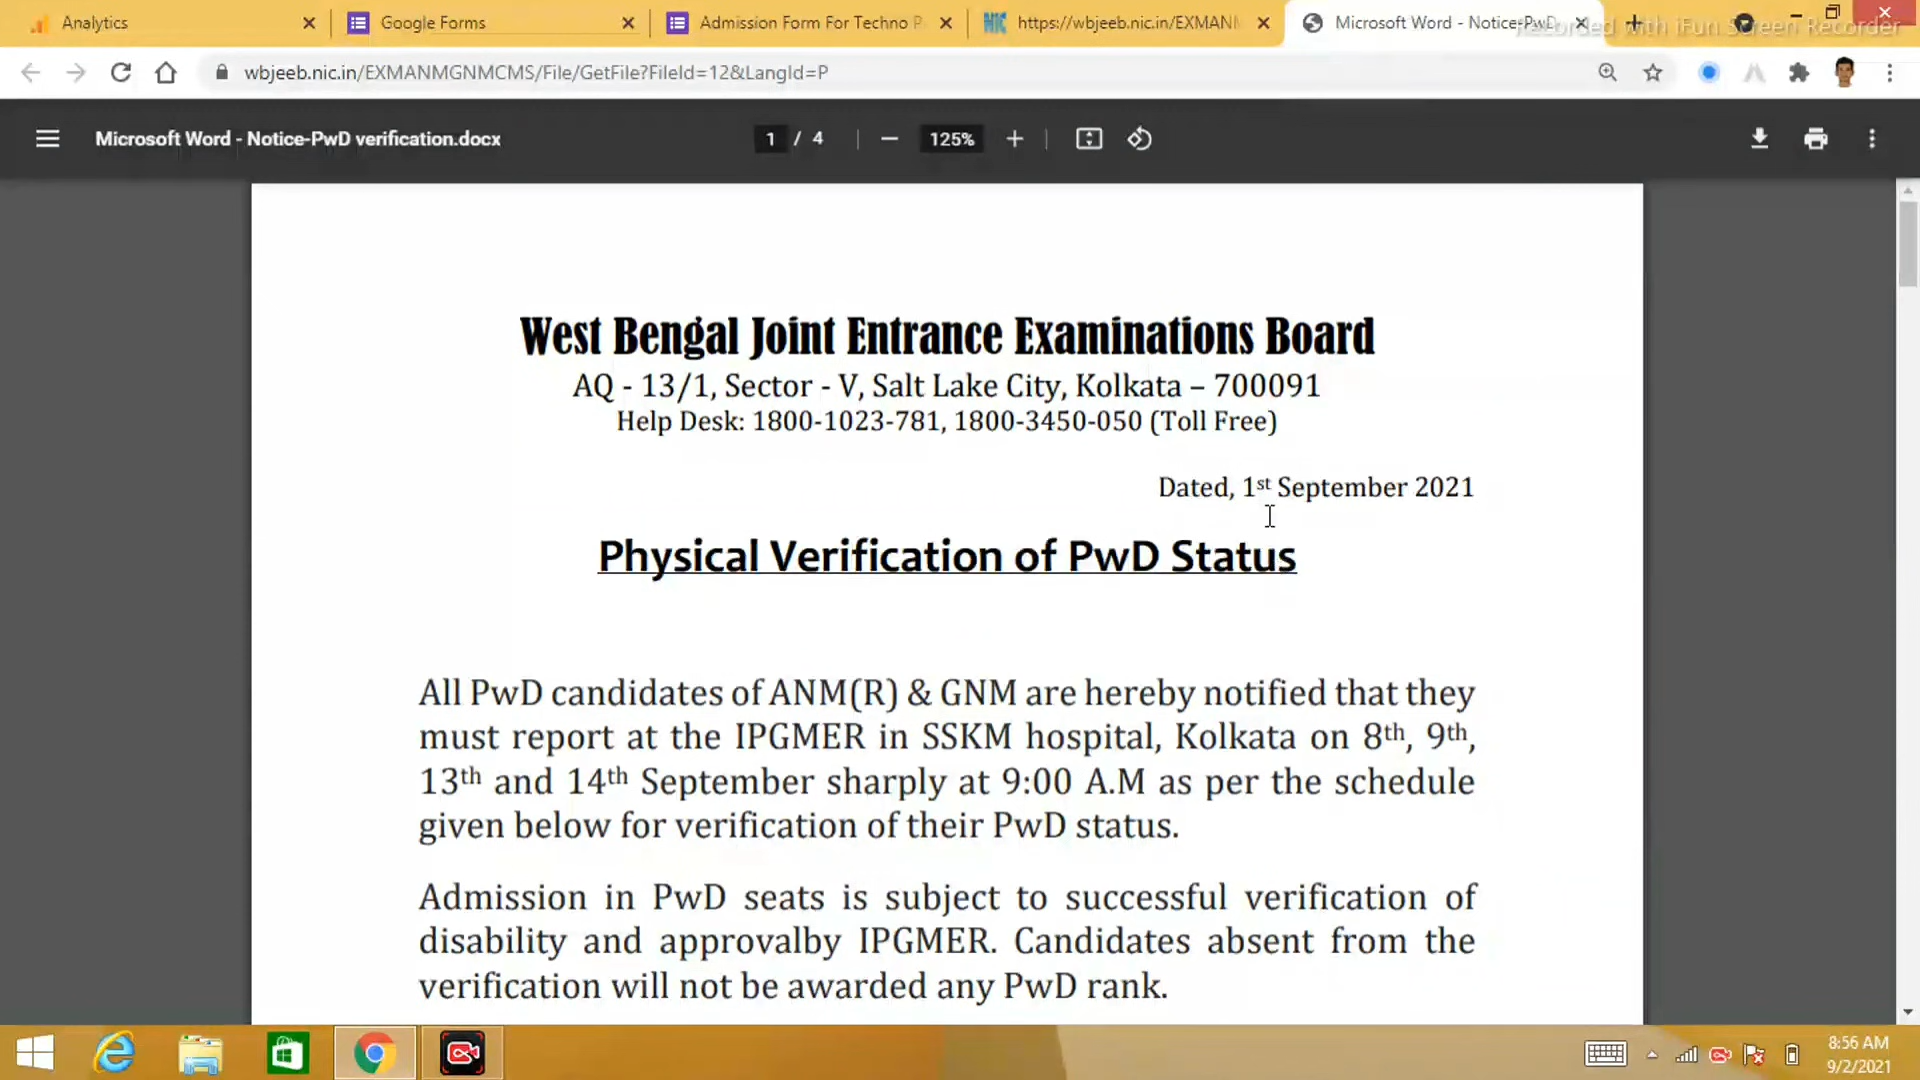 Analytics
Google Forms
Admission Form For Techno P
https://wbjeeb.nic.in/EXMANI
Microsoft Word - Notice-PwD
Recorded with iFun Screen Recorder
wbjeeb.nic.in/EXMANMGNMCMS/File/GetFile?FileId=12&LangId=P
Microsoft Word - Notice-PwD verification.docx
1 / 4
125%
West Bengal Joint Entrance Examinations Board
AQ - 13/1, Sector - V, Salt Lake City, Kolkata – 700091
Help Desk: 1800-1023-781, 1800-3450-050 (Toll Free)
Dated, 1st September 2021
Physical Verification of PwD Status
All PwD candidates of ANM(R) & GNM are hereby notified that they
must report at the IPGMER in SSKM hospital, Kolkata on 8th, 9th,
13th and 14th September sharply at 9:00 A.M as per the schedule
given below for verification of their PwD status.
Admission in PwD seats is subject to successful verification of
disability and approvalby IPGMER. Candidates absent from the
verification will not be awarded any PwD rank.
8:56 AM
9/2/2021